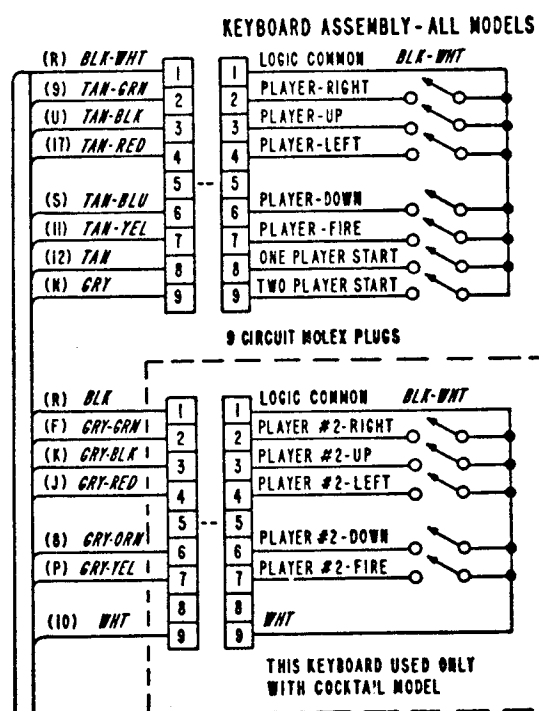 KEYBOARD ASSEMBLY-ALL MODELS
(R) BLK-WHT 1 1 LOGIC COMMON BLK-WHT
(9) TAN-GRN 2 2 PLAYER-RIGHT
(U) TAN-BLK 3 3 PLAYER-UP
(17) TAN-RED 4 4 PLAYER-LEFT
5 -- 5
(S) TAN-BLU 6 6 PLAYER-DOWN
(11) TAN-YEL 7 7 PLAYER-FIRE
(12) TAN 8 8 ONE PLAYER START
(N) GRY 9 9 TWO PLAYER START
9 CIRCUIT MOLEX PLUGS
(R) BLK 1 1 LOGIC COMMON BLK-WHT
(F) GRY-GRN 2 2 PLAYER #2-RIGHT
(K) GRY-BLK 3 3 PLAYER #2-UP
(J) GRY-RED 4 4 PLAYER #2-LEFT
5 -- 5
(8) GRY-ORN 6 6 PLAYER #2-DOWN
(P) GRY-YEL 7 7 PLAYER #2-FIRE
8 8
(10) WHT 9 9 WHT
THIS KEYBOARD USED ONLY
WITH COCKTAIL MODEL